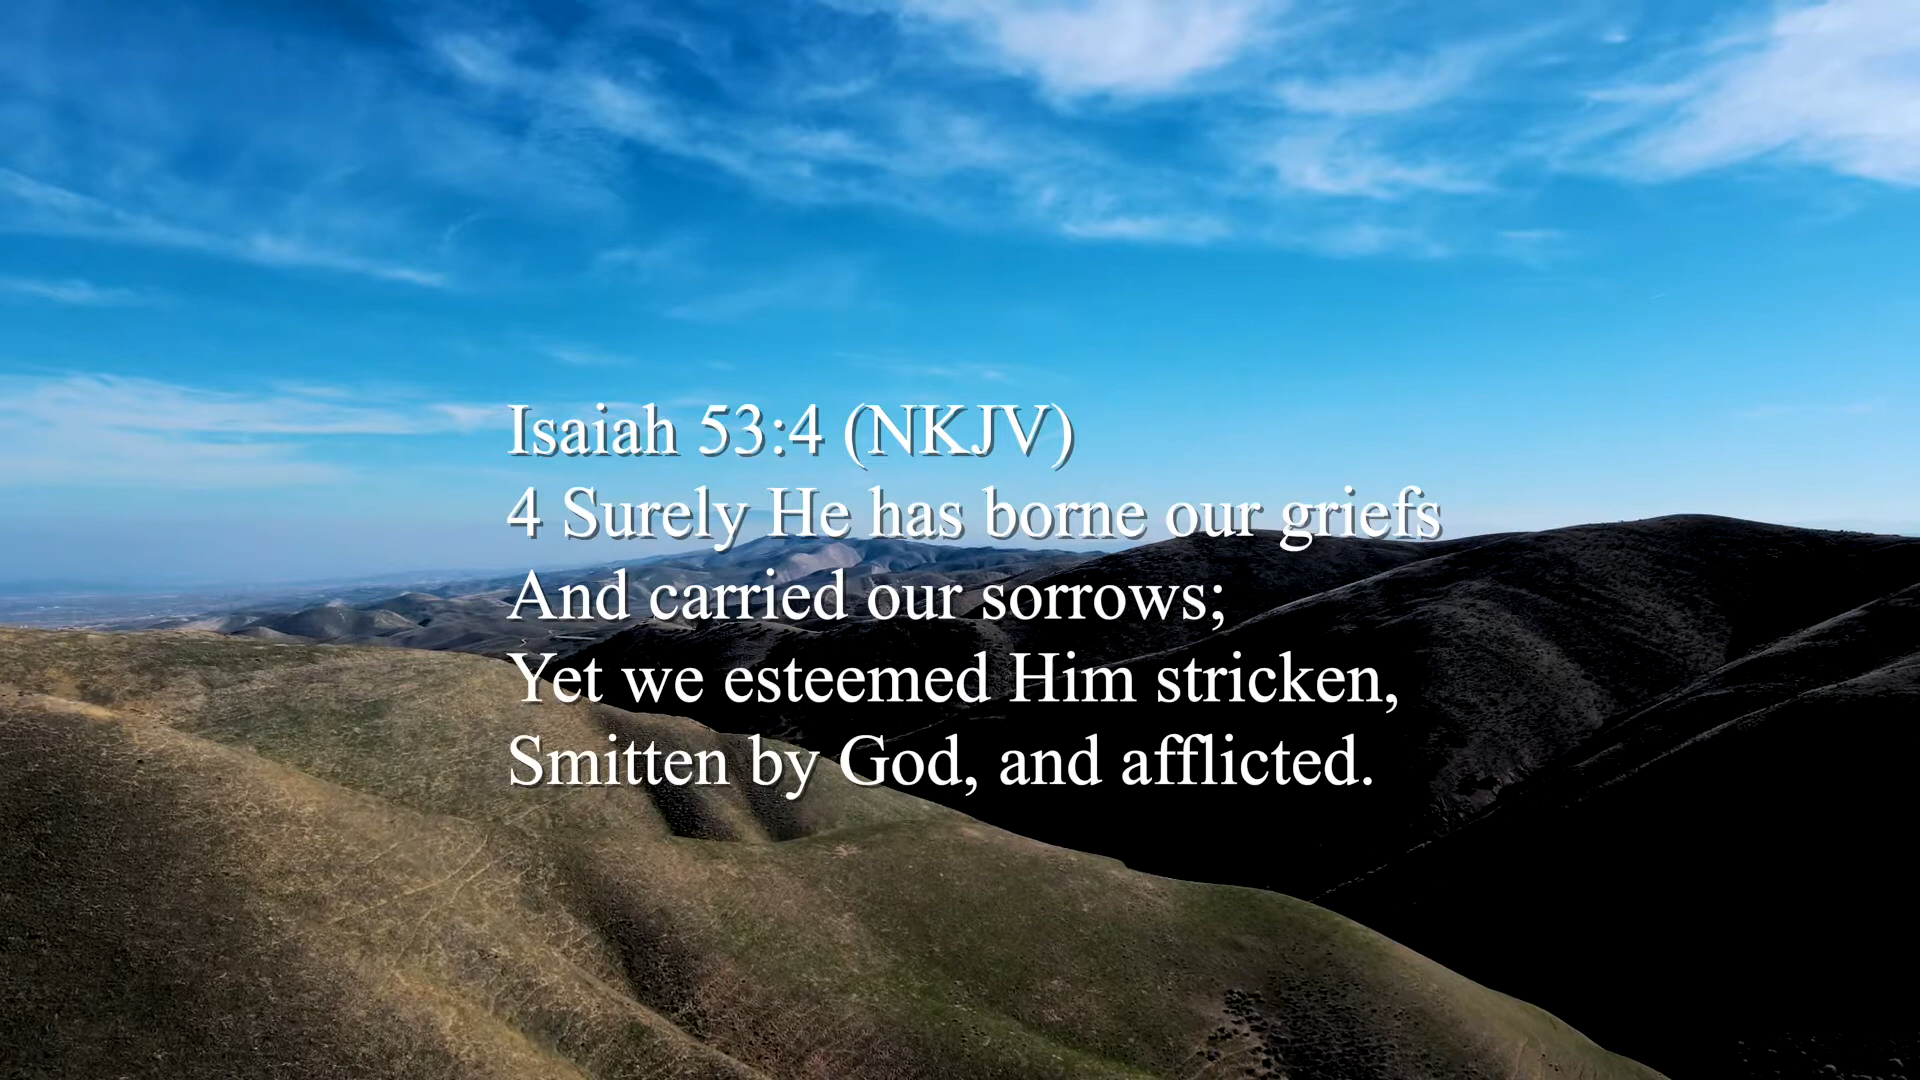 Isaiah 53:4 (NKJV)
4 Surely He has borne our griefs
And carried our sorrows;
Yet we esteemed Him stricken,
Smitten by God, and afflicted.